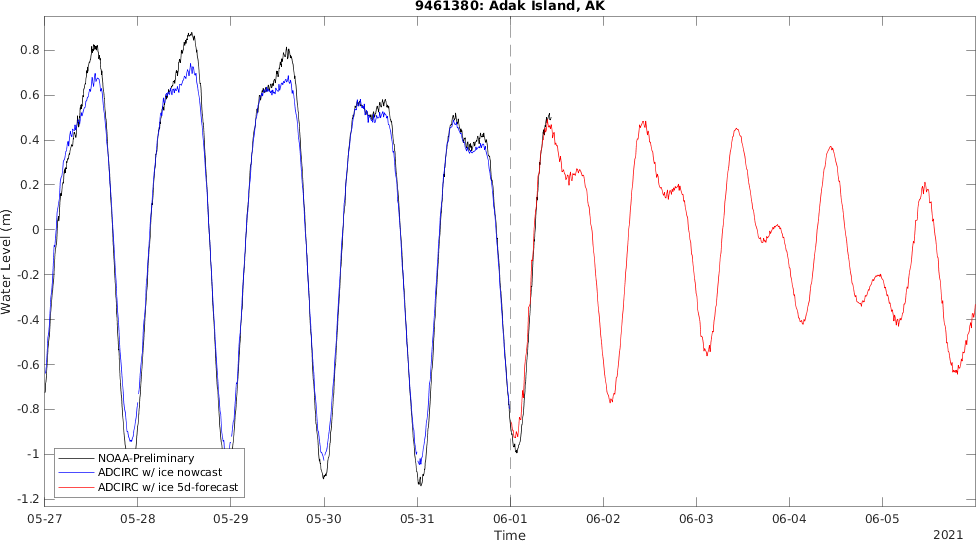 9461380: Adak Island, AK
Water Level (m)
0.8
0.6
0.4
0.2
0
-0.2
-0.4
-0.6
-0.8
-1
-1.2
NOAA-Preliminary
ADCIRC w/ ice nowcast
ADCIRC w/ ice 5d-forecast
05-27 05-28 05-29 05-30 05-31 06-01 06-02 06-03 06-04 06-05
Time
2021